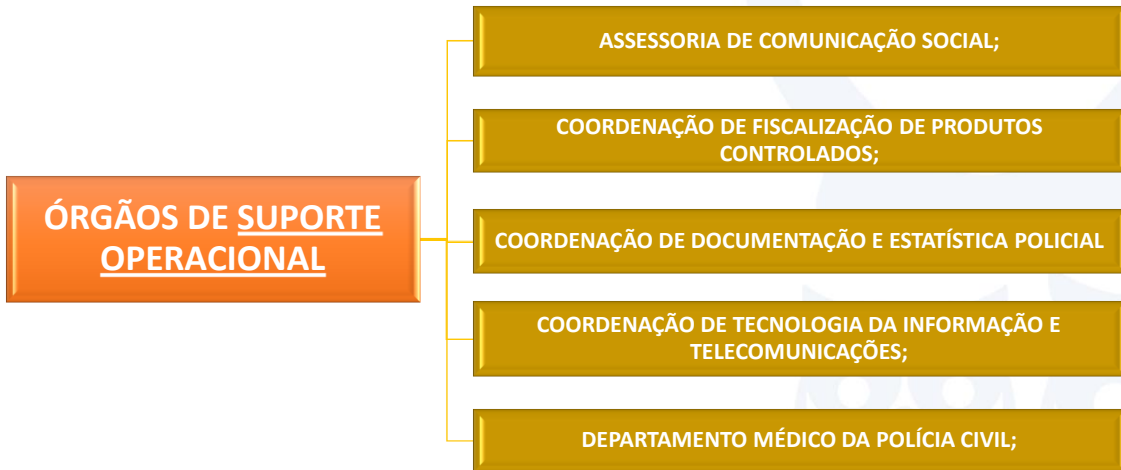 ASSESSORIA DE COMUNICAÇÃO SOCIAL;
COORDENAÇÃO DE FISCALIZAÇÃO DE PRODUTOS
CONTROLADOS;
ÓRGÃOS DE SUPORTE
OPERACIONAL
COORDENAÇÃO DE DOCUMENTAÇÃO E ESTATÍSTICA POLICIAL
COORDENAÇÃO DE TECNOLOGIA DA INFORMAÇÃO E
TELECOMUNICAÇÕES;
DEPARTAMENTO MÉDICO DA POLÍCIA CIVIL;